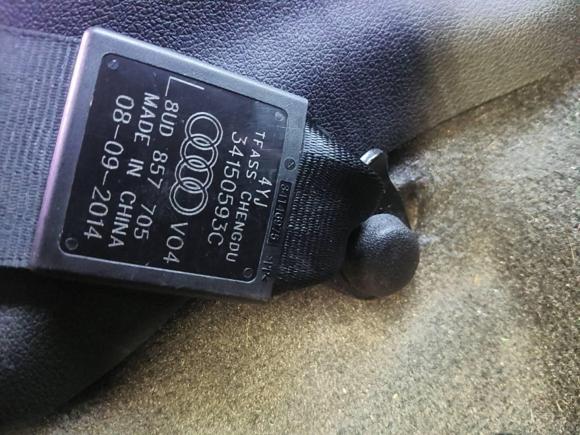 4YJ
TFASS CHENGDU
34150593C
V04
L 8UD 857 705
MADE IN CHINA
08-09-2014